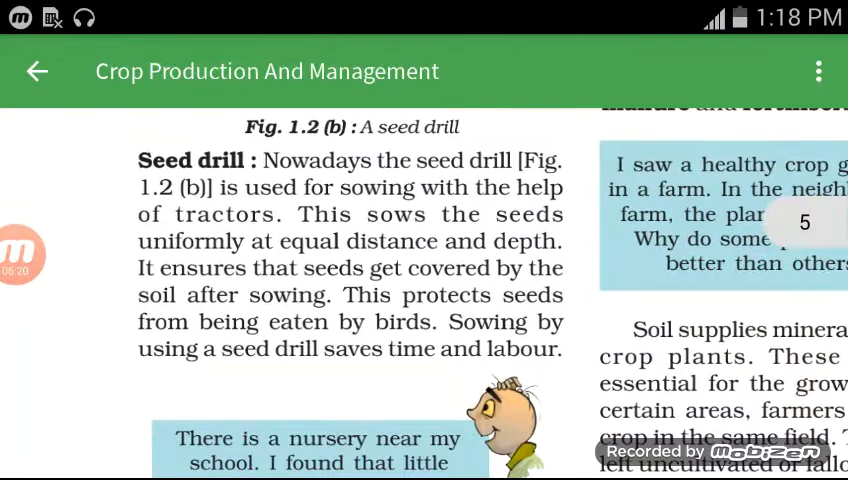 1:18 PM
Crop Production And Management
Fig. 1.2 (b) : A seed drill
Seed drill : Nowadays the seed drill [Fig.
1.2 (b)] is used for sowing with the help
of tractors. This sows the seeds
uniformly at equal distance and depth.
It ensures that seeds get covered by the
soil after sowing. This protects seeds
from being eaten by birds. Sowing by
using a seed drill saves time and labour.
There is a nursery near my
school. I found that little
I saw a healthy crop g
in a farm. In the neigh
farm, the plan
Why do some
better than others
5
Soil supplies minera
crop plants. These
essential for the grow
certain areas, farmers
crop in the same field. T
left uncultivated or fallo
06:20
Recorded by mobizen